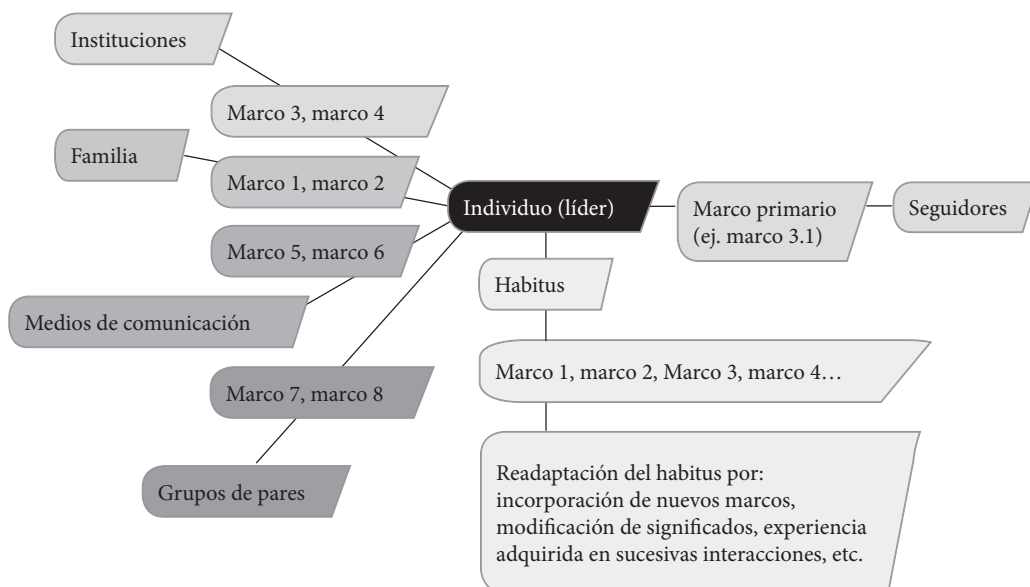 Instituciones
Marco 3, marco 4
Familia
Marco 1, marco 2
Individuo (líder)
Marco primario
(ej. marco 3.1)
Seguidores
Marco 5, marco 6
Habitus
Medios de comunicación
Marco 1, marco 2, Marco 3, marco 4…
Marco 7, marco 8
Grupos de pares
Readaptación del habitus por:
incorporación de nuevos marcos,
modificación de significados, experiencia
adquirida en sucesivas interacciones, etc.